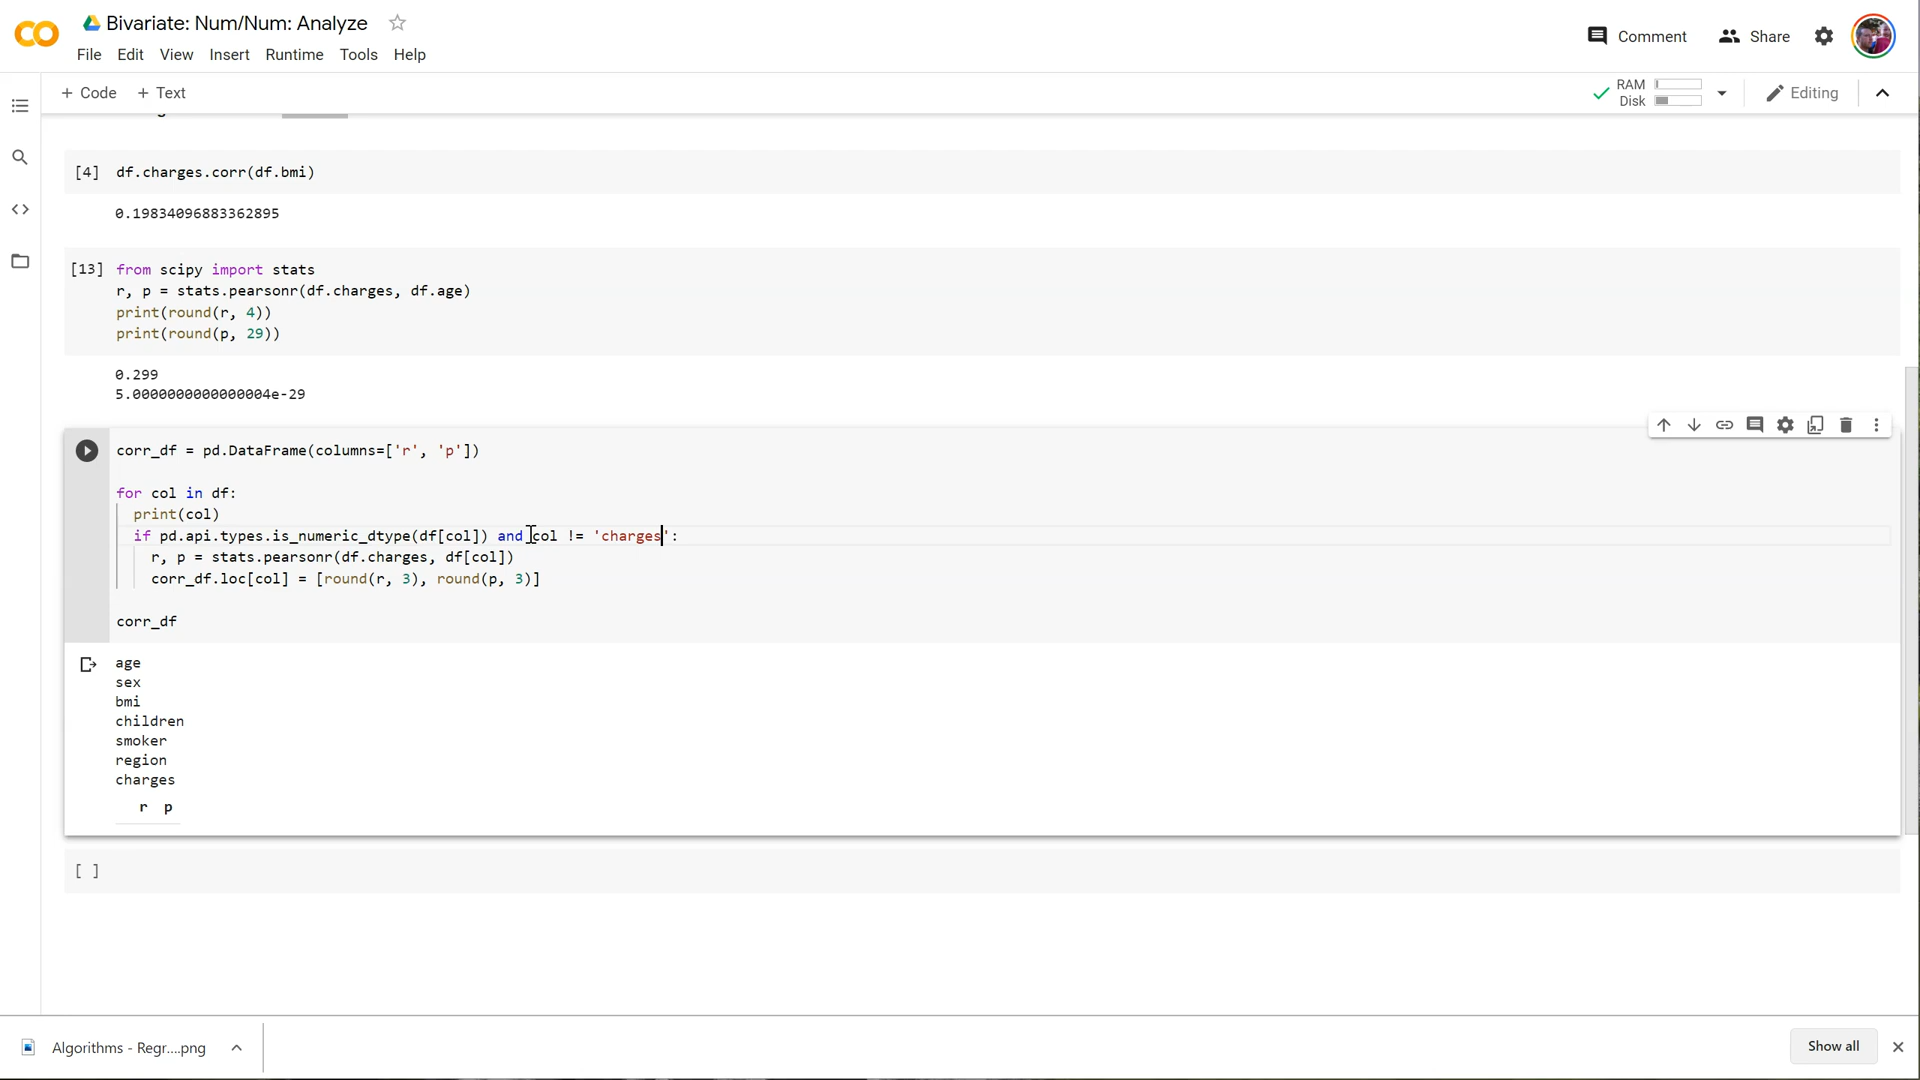 Bivariate: Num/Num: Analyze
File Edit View Insert Runtime Tools Help
Comment
Share
+ Code + Text
RAM
Disk
Editing
[4] df.charges.corr(df.bmi)
0.19834096883362895
[13] from scipy import stats
r, p = stats.pearsonr(df.charges, df.age)
print(round(r, 4))
print(round(p, 29))
0.299
5.0000000000000004e-29
corr_df = pd.DataFrame(columns=['r', 'p'])
for col in df:
print(col)
if pd.api.types.is_numeric_dtype(df[col]) and col != 'charges':
r, p = stats.pearsonr(df.charges, df[col])
corr_df.loc[col] = [round(r, 3), round(p, 3)]
corr_df
age
sex
bmi
children
smoker
region
charges
r p
[ ]
Algorithms - Regr....png
Show all